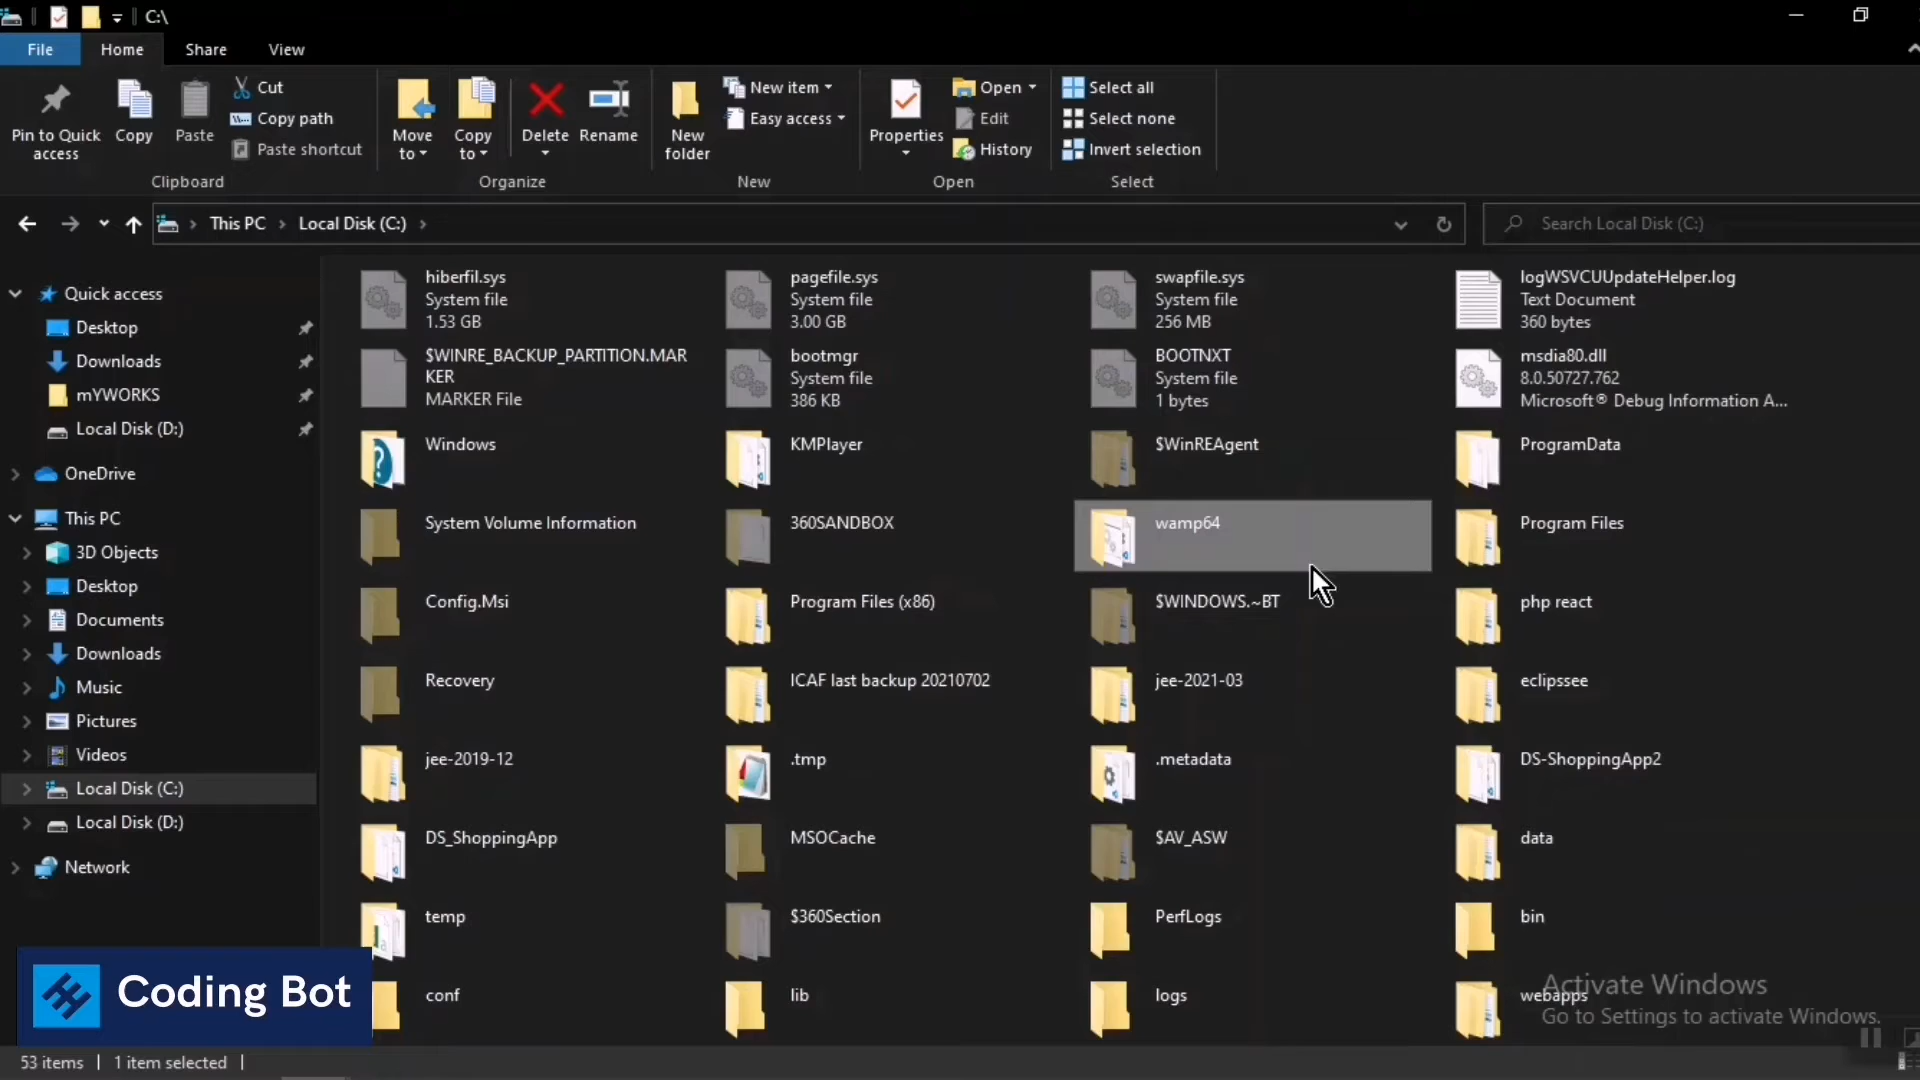 C:\
File Home Share View
Pin to Quick access
Copy
Paste
Cut
Copy path
Paste shortcut
Clipboard
Move to
Copy to
Delete
Rename
Organize
New folder
New item
Easy access
New
Properties
Open
Edit
History
Open
Select all
Select none
Invert selection
Select
This PC
Local Disk (C:)
Search Local Disk (C:)
Quick access
Desktop
Downloads
mYWORKS
Local Disk (D:)
OneDrive
This PC
3D Objects
Desktop
Documents
Downloads
Music
Pictures
Videos
Local Disk (C:)
Local Disk (D:)
Network
hiberfil.sys
System file
1.53 GB
pagefile.sys
System file
3.00 GB
swapfile.sys
System file
256 MB
logWSVCUUpdateHelper.log
Text Document
360 bytes
$WINRE_BACKUP_PARTITION.MAR
KER
MARKER File
bootmgr
System file
386 KB
BOOTNXT
System file
1 bytes
msdia80.dll
8.0.50727.762
Microsoft® Debug Information A...
Windows
KMPlayer
$WinREAgent
ProgramData
System Volume Information
360SANDBOX
wamp64
Program Files
Config.Msi
Program Files (x86)
$WINDOWS.~BT
php react
Recovery
ICAF last backup 20210702
jee-2021-03
eclipssee
jee-2019-12
.tmp
.metadata
DS-ShoppingApp2
DS_ShoppingApp
MSOCache
$AV_ASW
data
temp
$360Section
PerfLogs
bin
conf
lib
logs
webapps
Activate Windows
Go to Settings to activate Windows.
Coding Bot
53 items
1 item selected